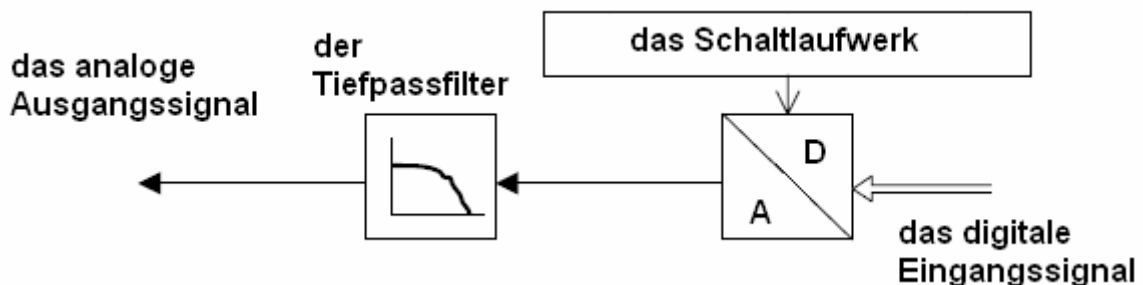 das analoge
Ausgangssignal
der
Tiefpassfilter
das Schaltlaufwerk
D
A
das digitale
Eingangssignal